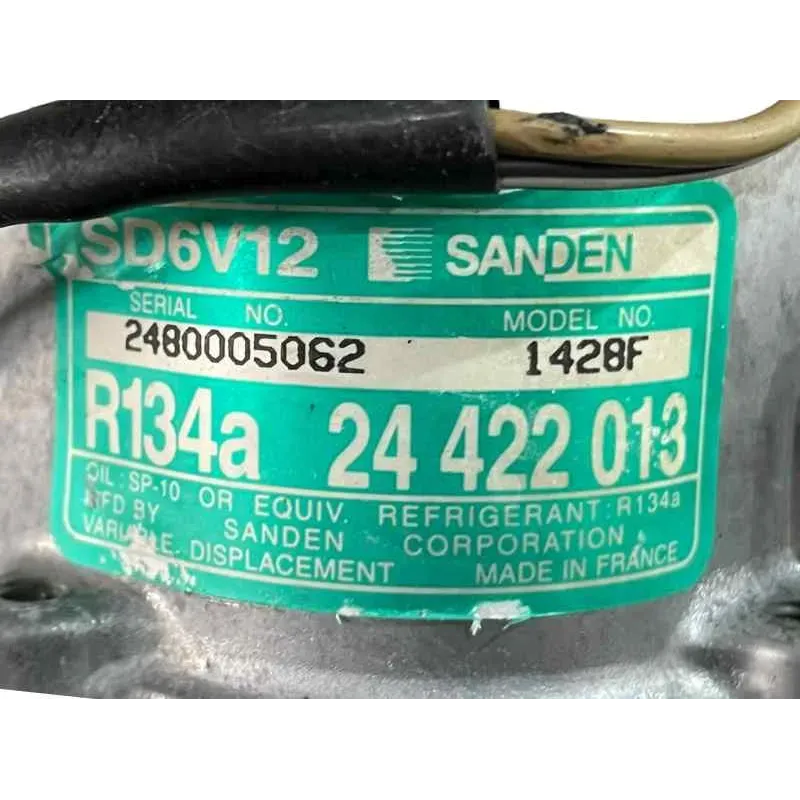 SD6V12 SANDEN
SERIAL NO. MODEL NO.
2480005062 1428F
R134a 24 422 013
OIL: SP-10 OR EQUIV. REFRIGERANT: R134a
MFD BY SANDEN CORPORATION
VARIABLE DISPLACEMENT MADE IN FRANCE